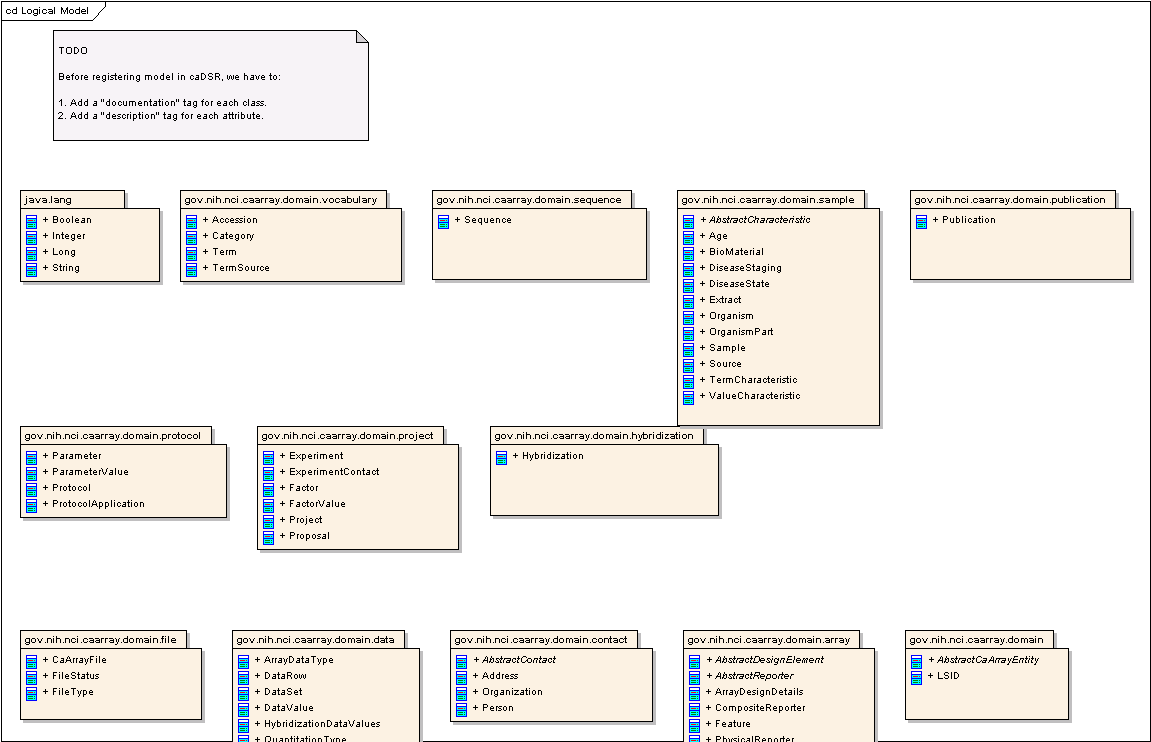 cd Logical Model
TODO
Before registering model in caDSR, we have to:
1. Add a "documentation" tag for each class.
2. Add a "description" tag for each attribute.
java.lang
+ Boolean
+ Integer
+ Long
+ String
gov.nih.nci.caarray.domain.vocabulary
+ Accession
+ Category
+ Term
+ TermSource
gov.nih.nci.caarray.domain.sequence
+ Sequence
gov.nih.nci.caarray.domain.sample
+ AbstractCharacteristic
+ Age
+ BioMaterial
+ DiseaseStaging
+ DiseaseState
+ Extract
+ Organism
+ OrganismPart
+ Sample
+ Source
+ TermCharacteristic
+ ValueCharacteristic
gov.nih.nci.caarray.domain.publication
+ Publication
gov.nih.nci.caarray.domain.protocol
+ Parameter
+ ParameterValue
+ Protocol
+ ProtocolApplication
gov.nih.nci.caarray.domain.project
+ Experiment
+ ExperimentContact
+ Factor
+ FactorValue
+ Project
+ Proposal
gov.nih.nci.caarray.domain.hybridization
+ Hybridization
gov.nih.nci.caarray.domain.file
+ CaArrayFile
+ FileStatus
+ FileType
gov.nih.nci.caarray.domain.data
+ ArrayDataType
+ DataRow
+ DataSet
+ DataValue
+ HybridizationDataValues
+ QuantitationType
gov.nih.nci.caarray.domain.contact
+ AbstractContact
+ Address
+ Organization
+ Person
gov.nih.nci.caarray.domain.array
+ AbstractDesignElement
+ AbstractReporter
+ ArrayDesignDetails
+ CompositeReporter
+ Feature
+ PhysicalReporter
gov.nih.nci.caarray.domain
+ AbstractCaArrayEntity
+ LSID